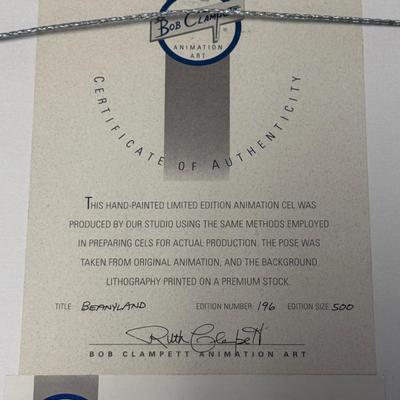 BOB CLAMPETT
ANIMATION
ART
CERTIFICATE OF AUTHENTICITY
THIS HAND-PAINTED LIMITED EDITION ANIMATION CEL WAS
PRODUCED BY OUR STUDIO USING THE SAME METHODS EMPLOYED
IN PREPARING CELS FOR ACTUAL PRODUCTION. THE POSE WAS
TAKEN FROM ORIGINAL ANIMATION, AND THE BACKGROUND
LITHOGRAPHY PRINTED ON A PREMIUM STOCK.
TITLE: BEANYLAND EDITION NUMBER: 196 EDITION SIZE: 500
Ruth Clampett
BOB CLAMPETT ANIMATION ART